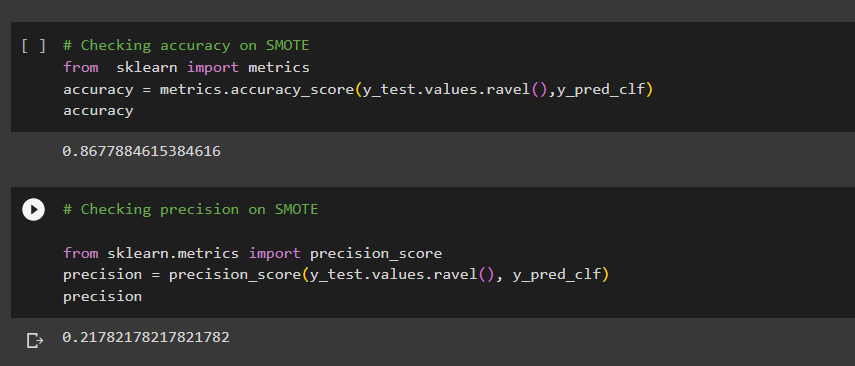 [ ] # Checking accuracy on SMOTE
from  sklearn import metrics
accuracy = metrics.accuracy_score(y_test.values.ravel(),y_pred_clf)
accuracy
0.8677884615384616
# Checking precision on SMOTE
from sklearn.metrics import precision_score
precision = precision_score(y_test.values.ravel(), y_pred_clf)
precision
0.21782178217821782